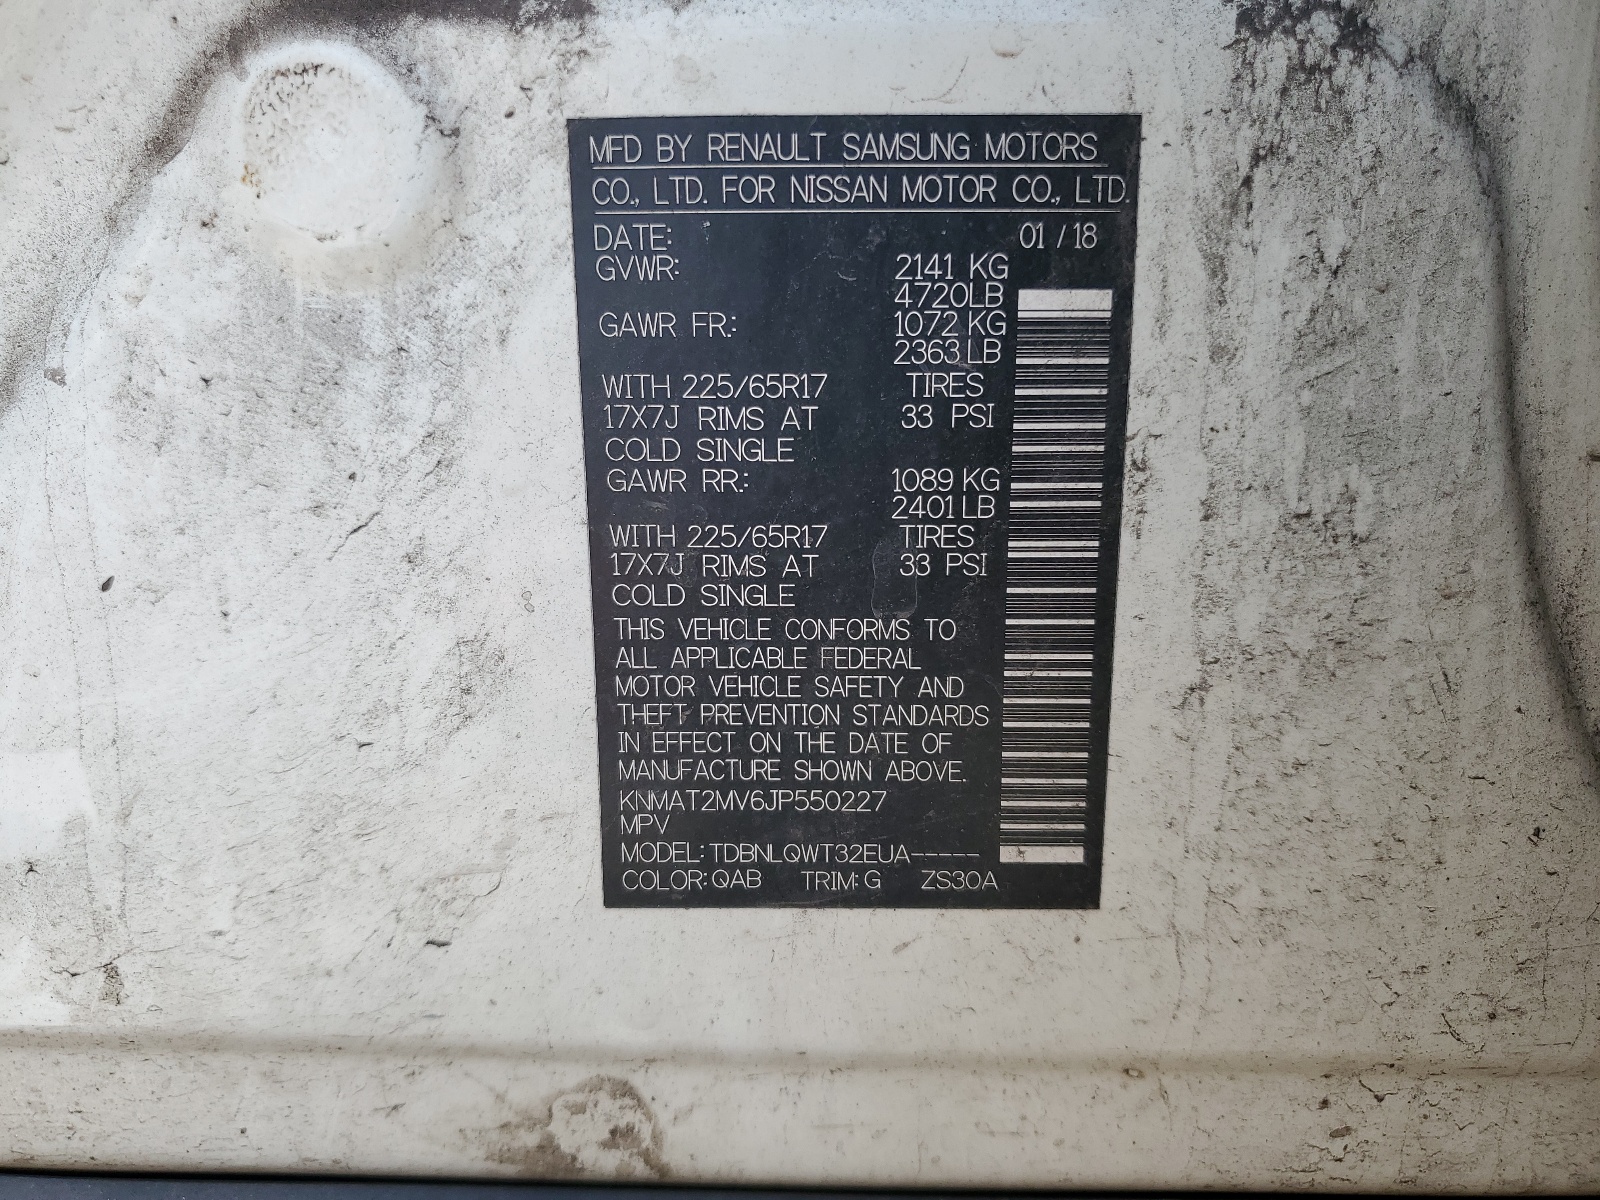 MFD BY RENAULT SAMSUNG MOTORS
CO., LTD. FOR NISSAN MOTOR CO., LTD.
DATE: 01 / 18
GVWR: 2141 KG
4720LB
GAWR FR.: 1072 KG
2363 LB
WITH 225/65R17 TIRES
17X7J RIMS AT 33 PSI
COLD SINGLE
GAWR RR.: 1089 KG
2401 LB
WITH 225/65R17 TIRES
17X7J RIMS AT 33 PSI
COLD SINGLE
THIS VEHICLE CONFORMS TO
ALL APPLICABLE FEDERAL
MOTOR VEHICLE SAFETY AND
THEFT PREVENTION STANDARDS
IN EFFECT ON THE DATE OF
MANUFACTURE SHOWN ABOVE.
KNMAT2MV6JP550227
MPV
MODEL: TDBNLQWT32EUA-----
COLOR: QAB TRIM: G ZS30A